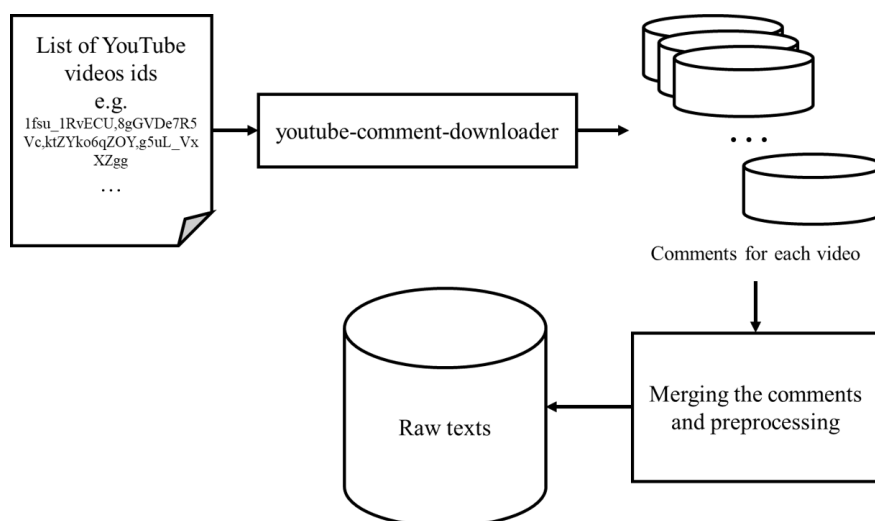 List of YouTube
videos ids
e.g.
1fsu_1RvECU,8gGVDe7R5
Vc,ktZYko6qZOY,g5uL_Vx
XZgg
...
youtube-comment-downloader
...
Comments for each video
Merging the comments
and preprocessing
Raw texts